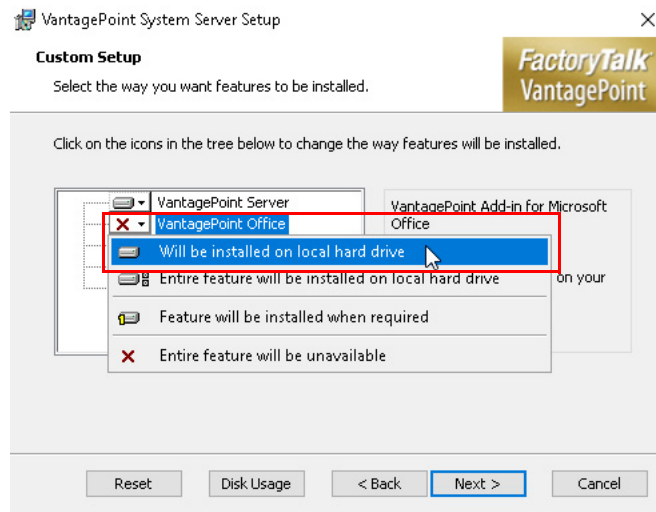 VantagePoint System Server Setup
Custom Setup
Select the way you want features to be installed.
FactoryTalk
VantagePoint
Click on the icons in the tree below to change the way features will be installed.
VantagePoint Server
VantagePoint Office
VantagePoint Add-in for Microsoft
Office
Will be installed on local hard drive
Entire feature will be installed on local hard drive
on your
Feature will be installed when required
Entire feature will be unavailable
Reset
Disk Usage
< Back
Next >
Cancel